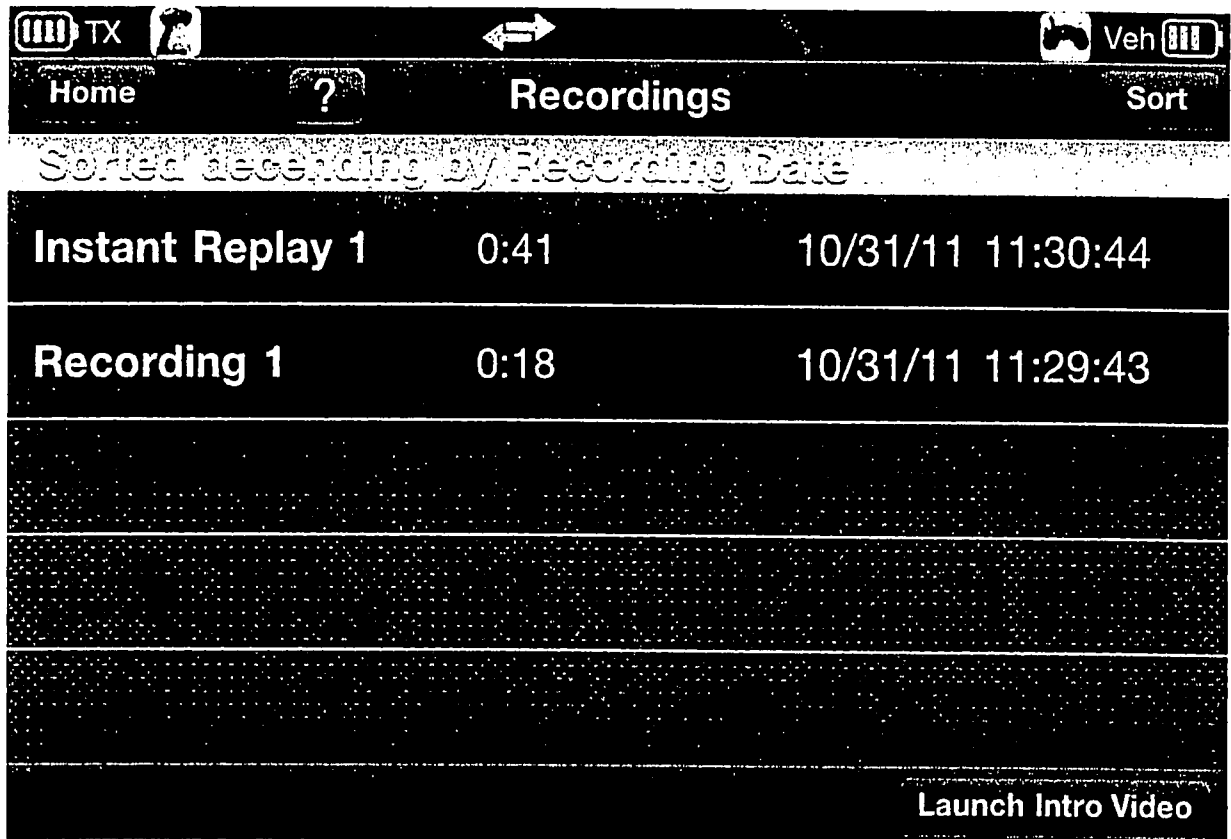 TX Veh
Home ? Recordings Sort
Sorted decending by Recording Date
Instant Replay 1 0:41 10/31/11 11:30:44
Recording 1 0:18 10/31/11 11:29:43
Launch Intro Video